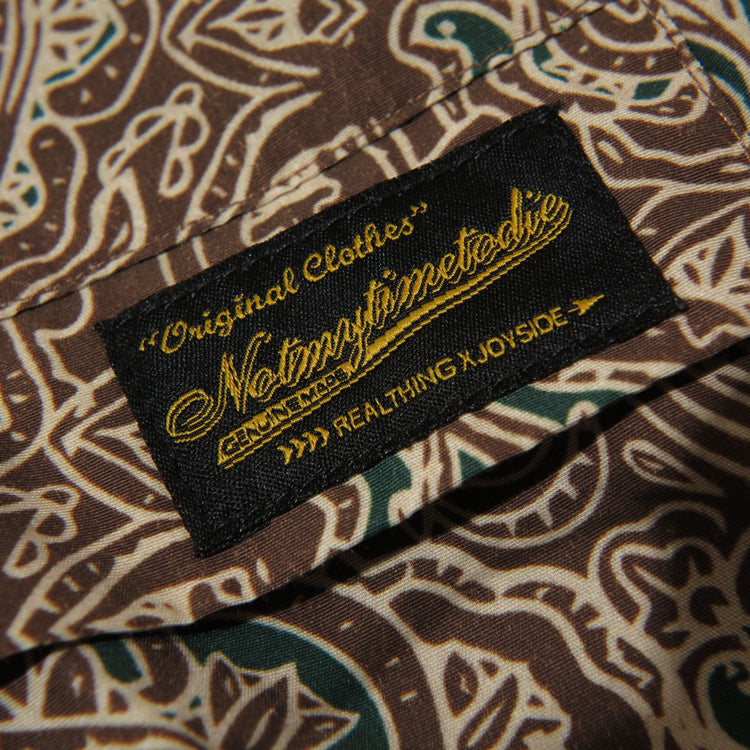 "Original Clothes"
Notmytimetodie
GENUINE MADE
>>>> REALTHING X JOYSIDE